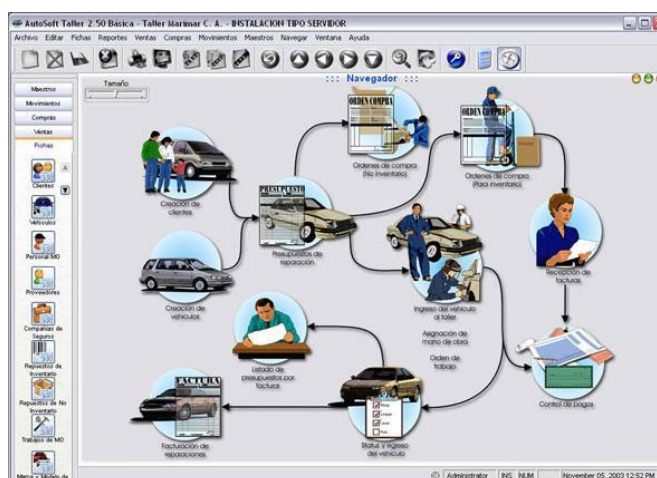 AutoSoft Taller 2.50 Básica - Taller Marimar C. A. - INSTALACION TIPO SERVIDOR
Archivo Editar Fichas Reportes Ventas Compras Movimientos Maestros Navegar Ventana Ayuda
::: Navegador :::
Tamaño
Maestros
Movimientos
Compras
Ventas
Fichas
Clientes
Vehículos
Personal MO
Proveedores
Compañías de
Seguros
Repuestos de
Inventario
Repuestos de No
Inventario
Trabajos de MO
Marca y Modelo de
ORDEN COMPRA
Ordenes de compra
(No inventario)
ORDEN COMPRA
Ordenes de compra
(Para inventario)
Creación de
clientes
PRESUPUESTO
Presupuestos de
reparación
Recepción de
facturas
Creación de
vehículos
Ingreso del vehículo
al taller
Asignación de
mano de obra
Orden de
trabajo
Listado de
presupuestos por
facturar
Control de pagos
FACTURA
Facturación de
reparaciones
Status y egreso
del vehículo
Administrator INS NUM November 05, 2003 12:52 PM